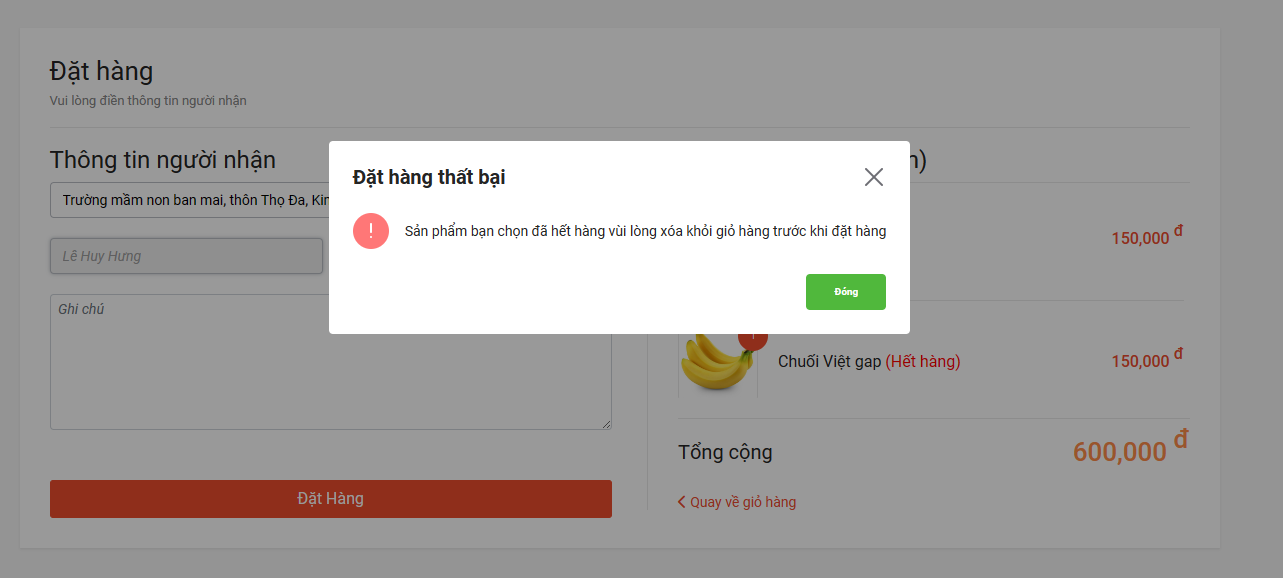 Đặt hàng
Vui lòng điền thông tin người nhận
Thông tin người nhận
Trường mầm non ban mai, thôn Thọ Đa, Kim
Lê Huy Hưng
Ghi chú
Đặt Hàng
Đặt hàng thất bại
! Sản phẩm bạn chọn đã hết hàng vùi lòng xóa khỏi giỏ hàng trước khi đặt hàng
Đóng
150,000 đ
Chuối Việt gap (Hết hàng) 150,000 đ
Tổng cộng 600,000 đ
Quay về giỏ hàng